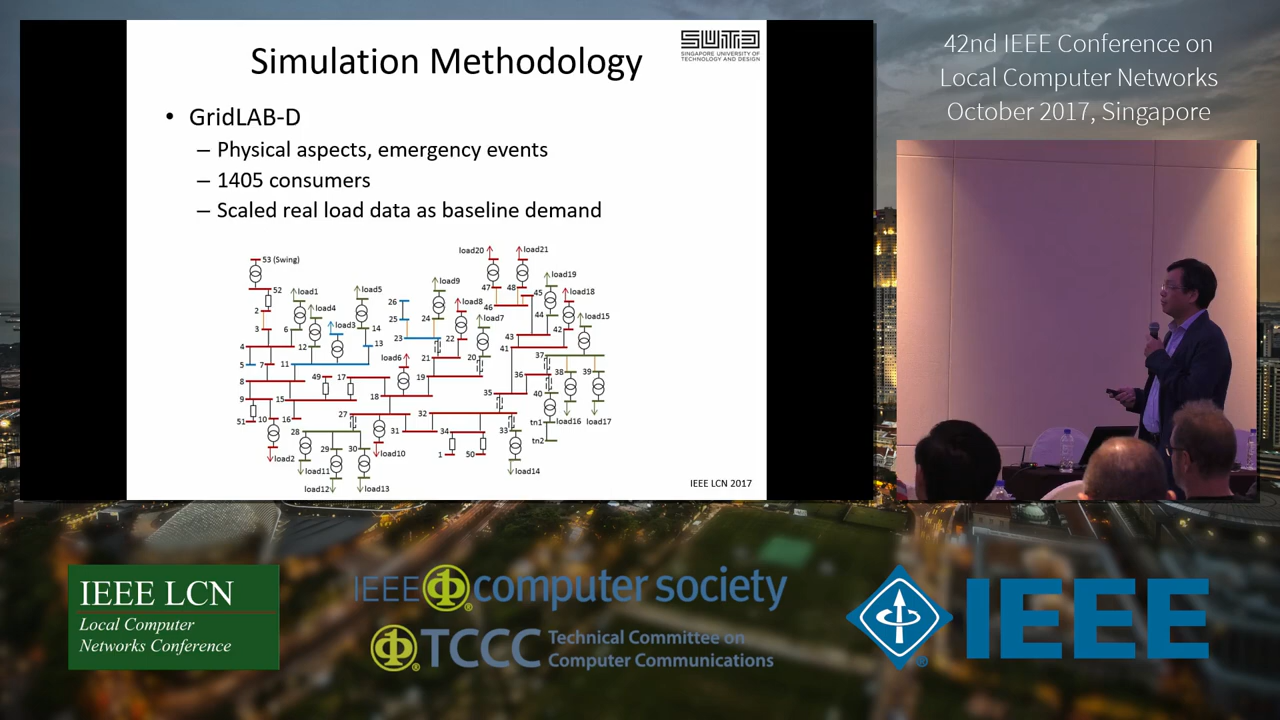 Simulation Methodology
SUTD
SINGAPORE UNIVERSITY OF
TECHNOLOGY AND DESIGN
• GridLAB-D
– Physical aspects, emergency events
– 1405 consumers
– Scaled real load data as baseline demand
load20
load21
53 (Swing)
load19
load9
52
load1
load5
47
48
45
load18
load8
26
46
load4
2
25
24
44
load15
load7
load3
14
3
6
42
22
23
43
12
13
4
41
21
20
37
load6
5
7
11
36
38
39
49
17
19
8
35
40
18
9
15
27
32
load16
load17
51
10
16
tn1
28
31
34
33
tn2
29
30
load2
load10
1
50
load11
load14
load12
load13
IEEE LCN 2017
42nd IEEE Conference on
Local Computer Networks
October 2017, Singapore
IEEE LCN
Local Computer
Networks Conference
IEEE computer society
TCCC Technical Committee on
Computer Communications
IEEE